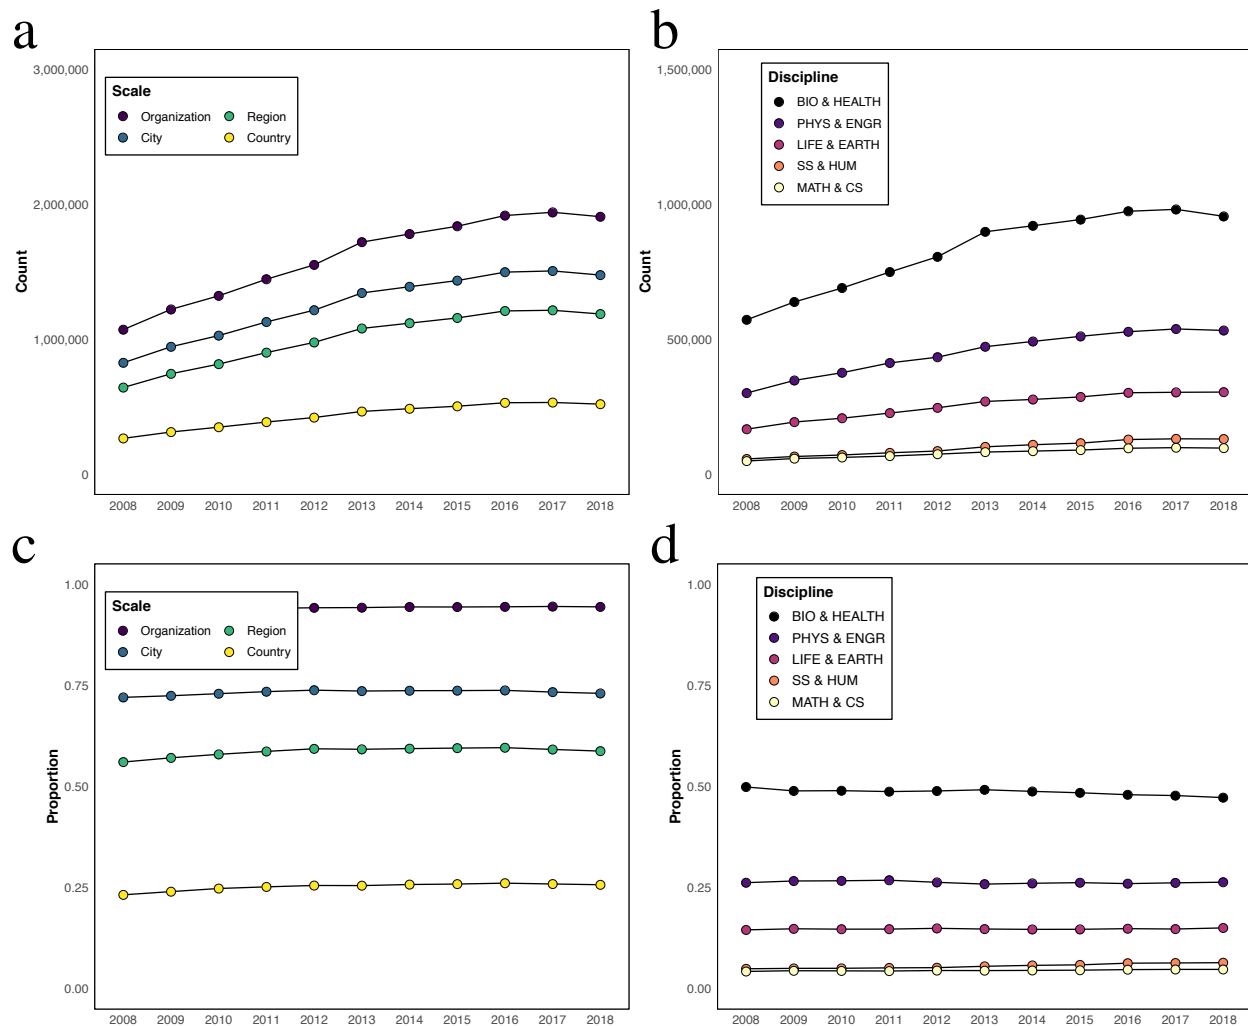 a
3,000,000
2,000,000
1,000,000
0
Count
Scale
Organization Region
City Country
2008 2009 2010 2011 2012 2013 2014 2015 2016 2017 2018
b
1,500,000
1,000,000
500,000
0
Count
Discipline
BIO & HEALTH
PHYS & ENGR
LIFE & EARTH
SS & HUM
MATH & CS
2008 2009 2010 2011 2012 2013 2014 2015 2016 2017 2018
c
1.00
0.75
0.50
0.25
0.00
Proportion
Scale
Organization Region
City Country
2008 2009 2010 2011 2012 2013 2014 2015 2016 2017 2018
d
1.00
0.75
0.50
0.25
0.00
Proportion
Discipline
BIO & HEALTH
PHYS & ENGR
LIFE & EARTH
SS & HUM
MATH & CS
2008 2009 2010 2011 2012 2013 2014 2015 2016 2017 2018